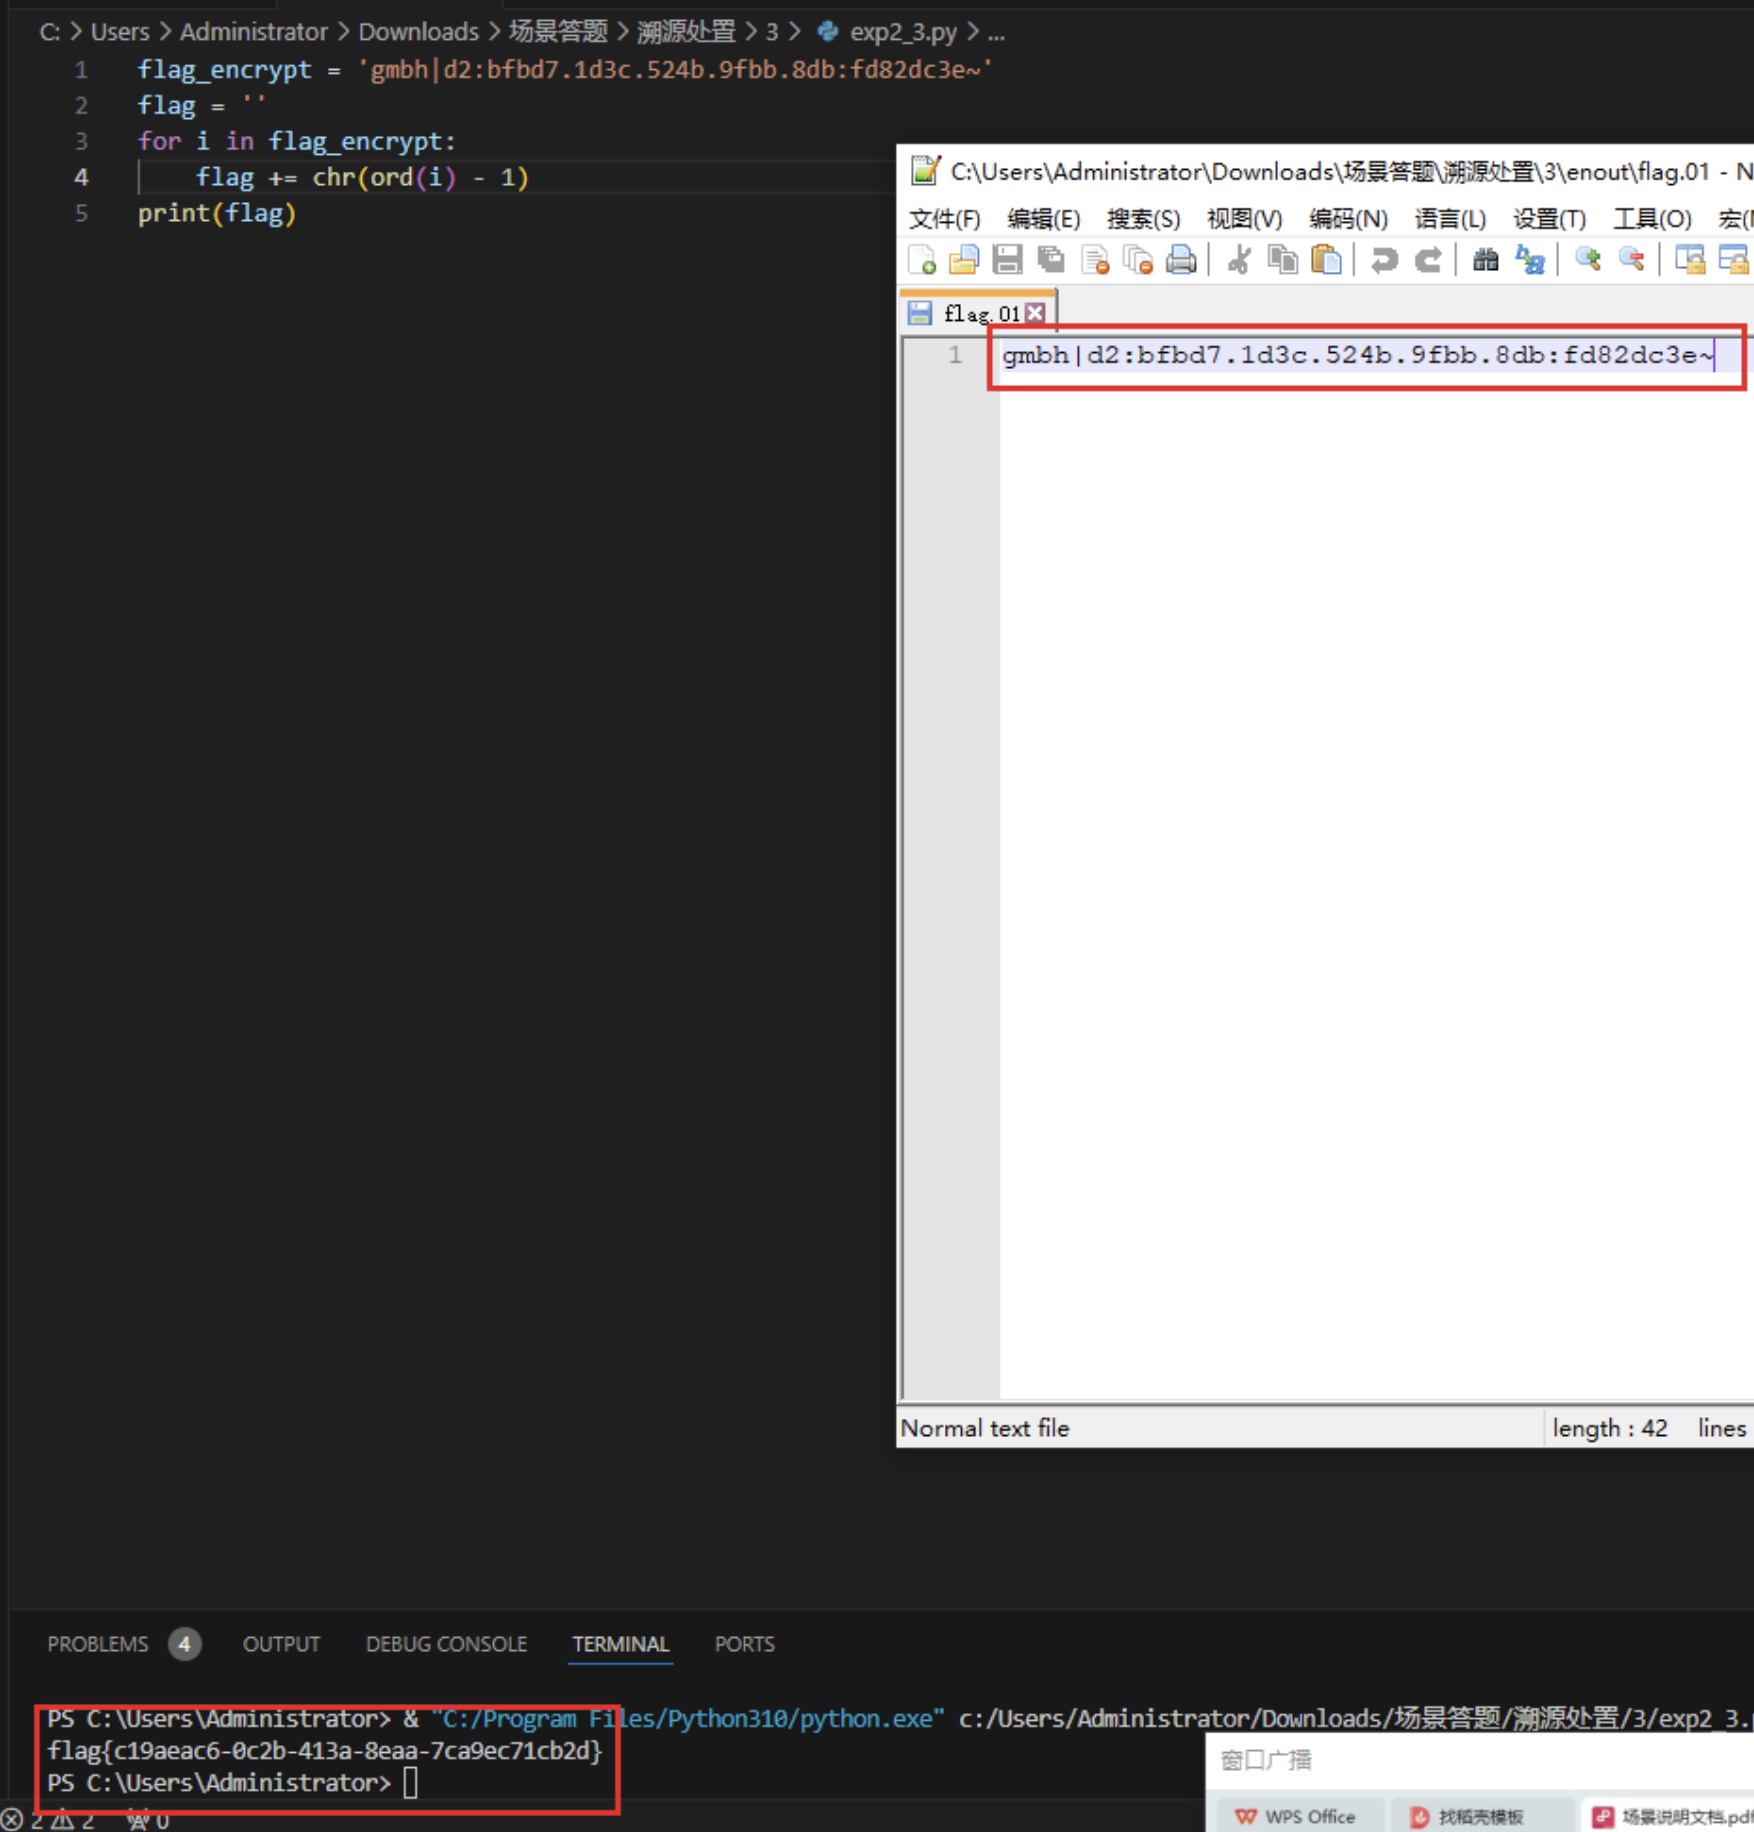 C: > Users > Administrator > Downloads > 场景答题 > 溯源处置 > 3 > exp2_3.py > ...
1 flag_encrypt = 'gmbh|d2:bfbd7.1d3c.524b.9fbb.8db:fd82dc3e~'
2 flag = ''
3 for i in flag_encrypt:
4 flag += chr(ord(i) - 1)
5 print(flag)
C:\Users\Administrator\Downloads\场景答题\溯源处置\3\enout\flag.01 - N
文件(F) 编辑(E) 搜索(S) 视图(V) 编码(N) 语言(L) 设置(T) 工具(O) 宏(
flag.01
1 gmbh|d2:bfbd7.1d3c.524b.9fbb.8db:fd82dc3e~
Normal text file length : 42 lines
PROBLEMS 4 OUTPUT DEBUG CONSOLE TERMINAL PORTS
PS C:\Users\Administrator> & "C:/Program Files/Python310/python.exe" c:/Users/Administrator/Downloads/场景答题/溯源处置/3/exp2_3.
flag{c19aeac6-0c2b-413a-8eaa-7ca9ec71cb2d}
PS C:\Users\Administrator>
窗口广播
2 2 0
WPS Office 找稻壳模板 场景说明文档.pdf